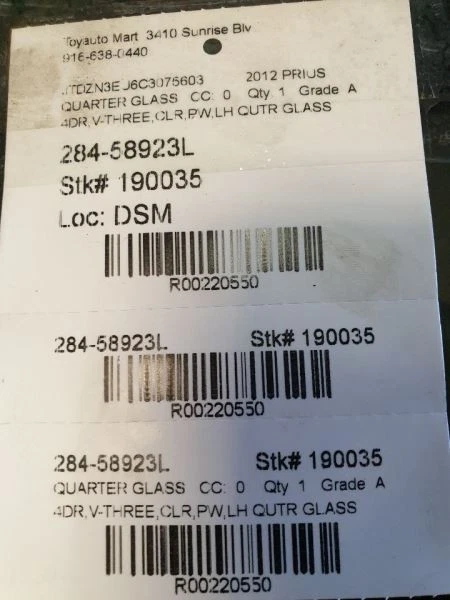 Toyauto Mart 3410 Sunrise Blv
916-638-0440
JTDZN3EU6C3075603 2012 PRIUS
QUARTER GLASS CC: 0 Qty 1 Grade A
4DR,V-THREE,CLR,PW,LH QUTR GLASS
284-58923L
Stk# 190035
Loc: DSM
R00220550
284-58923L Stk# 190035
R00220550
284-58923L Stk# 190035
QUARTER GLASS CC: 0 Qty 1 Grade A
4DR,V-THREE,CLR,PW,LH QUTR GLASS
R00220550